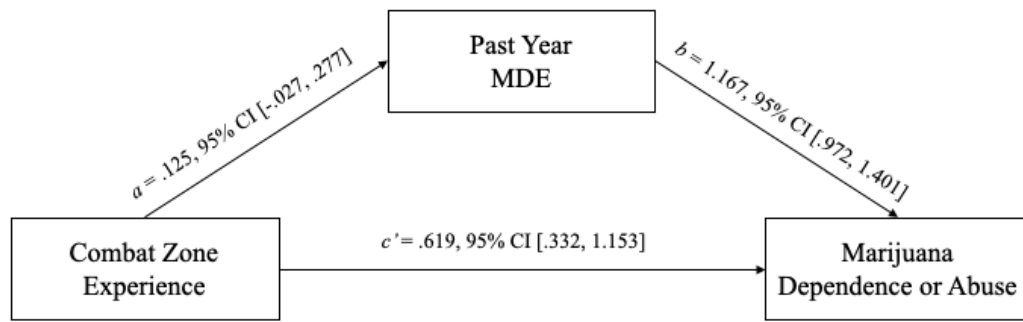 Past Year
MDE
a = .125, 95% CI [-.027, .277]
b = 1.167, 95% CI [.972, 1.401]
Combat Zone
Experience
c’= .619, 95% CI [.332, 1.153]
Marijuana
Dependence or Abuse